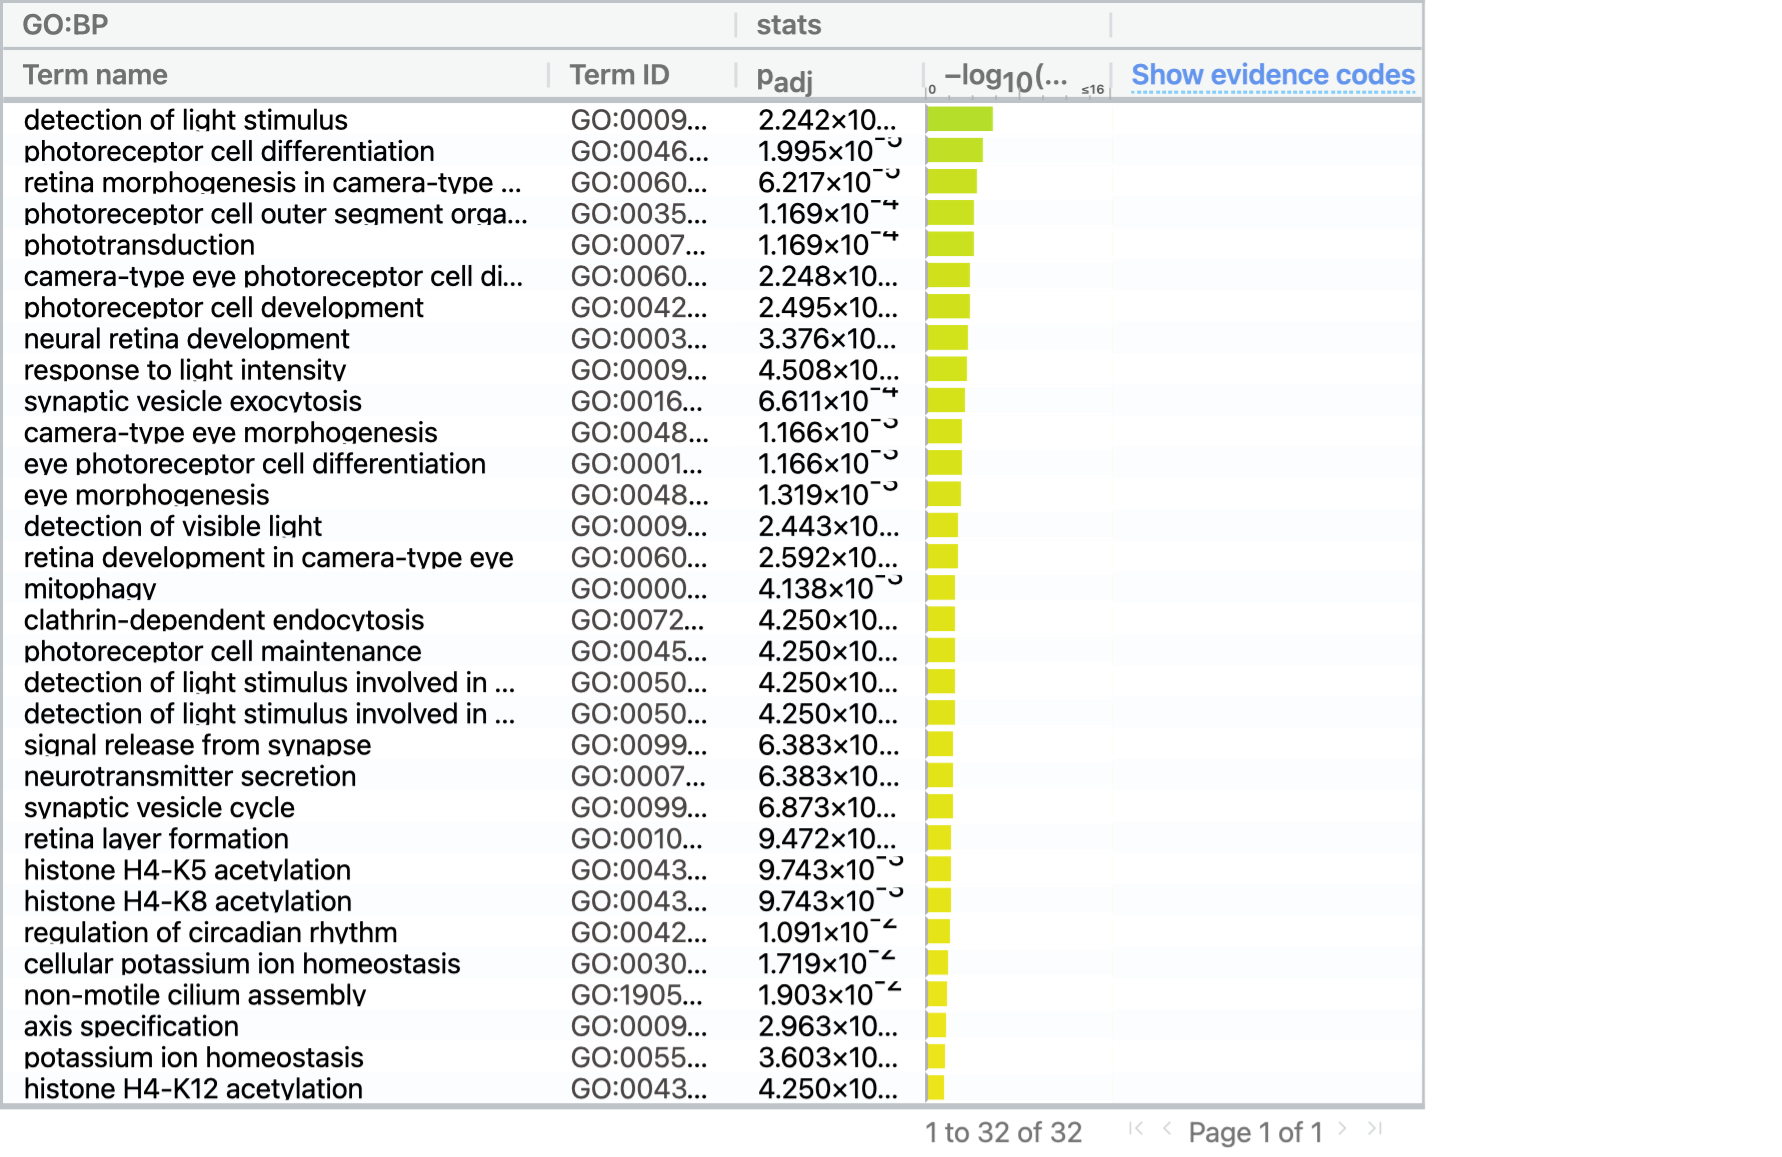 GO:BP stats
Term name Term ID padj −log10(... 0 ≤16 Show evidence codes
detection of light stimulus GO:0009... 2.242×10...
photoreceptor cell differentiation GO:0046... 1.995×10⁻⁵
retina morphogenesis in camera-type ... GO:0060... 6.217×10⁻⁵
photoreceptor cell outer segment orga... GO:0035... 1.169×10⁻⁴
phototransduction GO:0007... 1.169×10⁻⁴
camera-type eye photoreceptor cell di... GO:0060... 2.248×10...
photoreceptor cell development GO:0042... 2.495×10...
neural retina development GO:0003... 3.376×10...
response to light intensity GO:0009... 4.508×10...
synaptic vesicle exocytosis GO:0016... 6.611×10⁻⁴
camera-type eye morphogenesis GO:0048... 1.166×10⁻³
eye photoreceptor cell differentiation GO:0001... 1.166×10⁻³
eye morphogenesis GO:0048... 1.319×10⁻³
detection of visible light GO:0009... 2.443×10...
retina development in camera-type eye GO:0060... 2.592×10...
mitophagy GO:0000... 4.138×10⁻³
clathrin-dependent endocytosis GO:0072... 4.250×10...
photoreceptor cell maintenance GO:0045... 4.250×10...
detection of light stimulus involved in ... GO:0050... 4.250×10...
detection of light stimulus involved in ... GO:0050... 4.250×10...
signal release from synapse GO:0099... 6.383×10...
neurotransmitter secretion GO:0007... 6.383×10...
synaptic vesicle cycle GO:0099... 6.873×10...
retina layer formation GO:0010... 9.472×10...
histone H4-K5 acetylation GO:0043... 9.743×10⁻³
histone H4-K8 acetylation GO:0043... 9.743×10⁻³
regulation of circadian rhythm GO:0042... 1.091×10⁻²
cellular potassium ion homeostasis GO:0030... 1.719×10⁻²
non-motile cilium assembly GO:1905... 1.903×10⁻²
axis specification GO:0009... 2.963×10...
potassium ion homeostasis GO:0055... 3.603×10...
histone H4-K12 acetylation GO:0043... 4.250×10...
1 to 32 of 32 Page 1 of 1